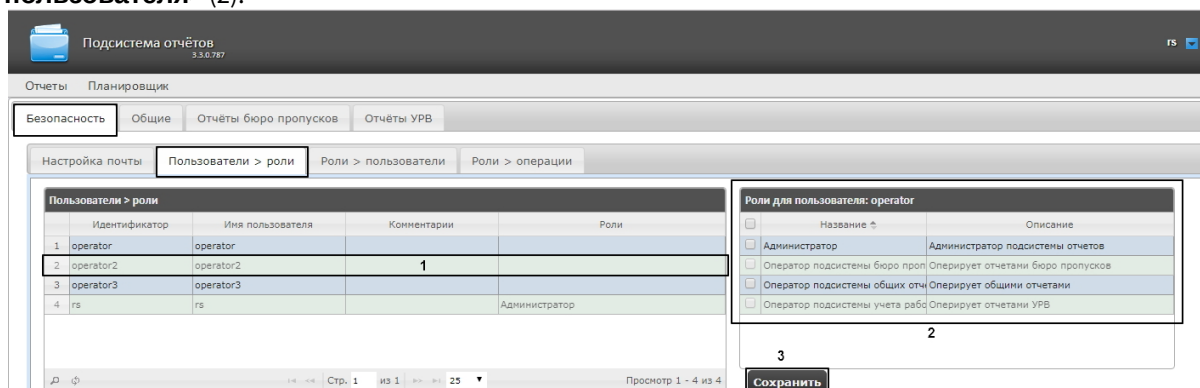 пользователя" (2).
Подсистема отчётов
3.3.0.787
rs
Отчеты Планировщик
Безопасность Общие Отчёты бюро пропусков Отчёты УРВ
Настройка почты Пользователи > роли Роли > пользователи Роли > операции
Пользователи > роли
Идентификатор Имя пользователя Комментарии Роли
1 operator operator
2 operator2 operator2 1
3 operator3 operator3
4 rs rs Администратор
Стр. 1 из 1 25 Просмотр 1 - 4 из 4
Роли для пользователя: operator
Название Описание
Администратор Администратор подсистемы отчетов
Оператор подсистемы бюро проп Оперирует отчетами бюро пропусков
Оператор подсистемы общих отч Оперирует общими отчетами
Оператор подсистемы учета рабо Оперирует отчетами УРВ
2
3
Сохранить